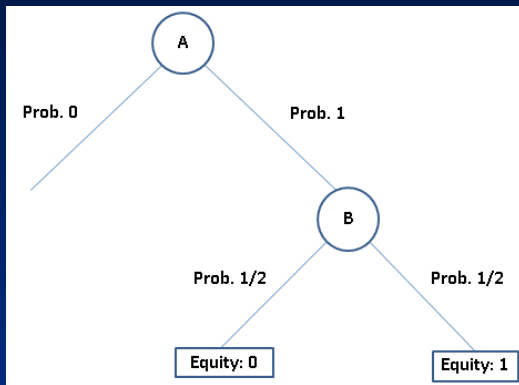 A
Prob. 0
Prob. 1
B
Prob. 1/2
Prob. 1/2
Equity: 0
Equity: 1